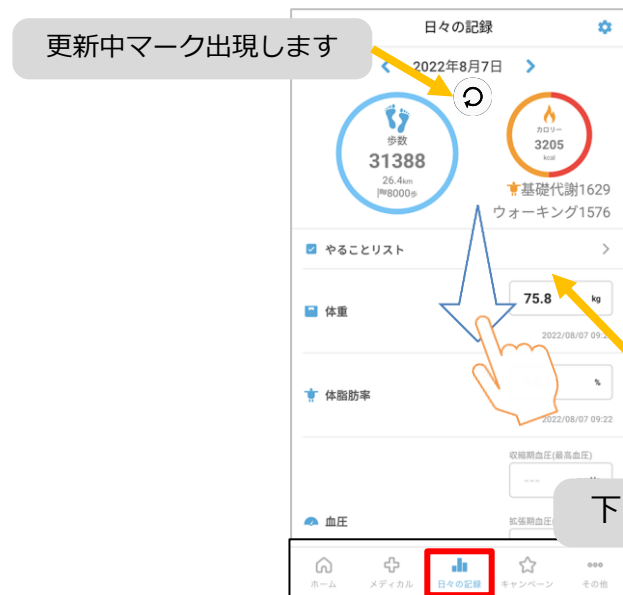 日々の記録
更新中マーク出現します
2022年8月7日
歩数
31388
26.4km
8000歩
カロリー
3205
kcal
基礎代謝1629
ウォーキング1576
やることリスト
体重
75.8 kg
2022/08/07 09:2
体脂肪率
%
2022/08/07 09:22
収縮期血圧(最高血圧)
---
血圧
拡張期血圧
下
ホーム
メディカル
日々の記録
キャンペーン
その他